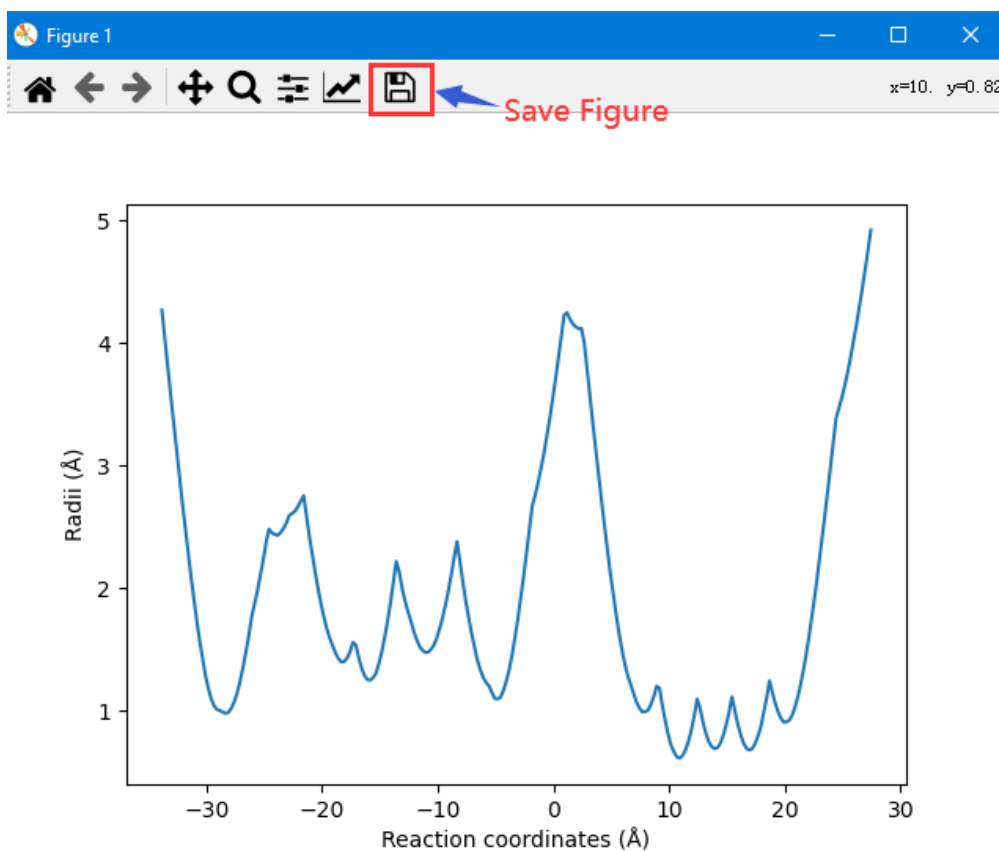 Figure 1
x=10. y=0.82
Save Figure
5
4
3
2
1
Radii (Å)
−30
−20
−10
0
10
20
30
Reaction coordinates (Å)